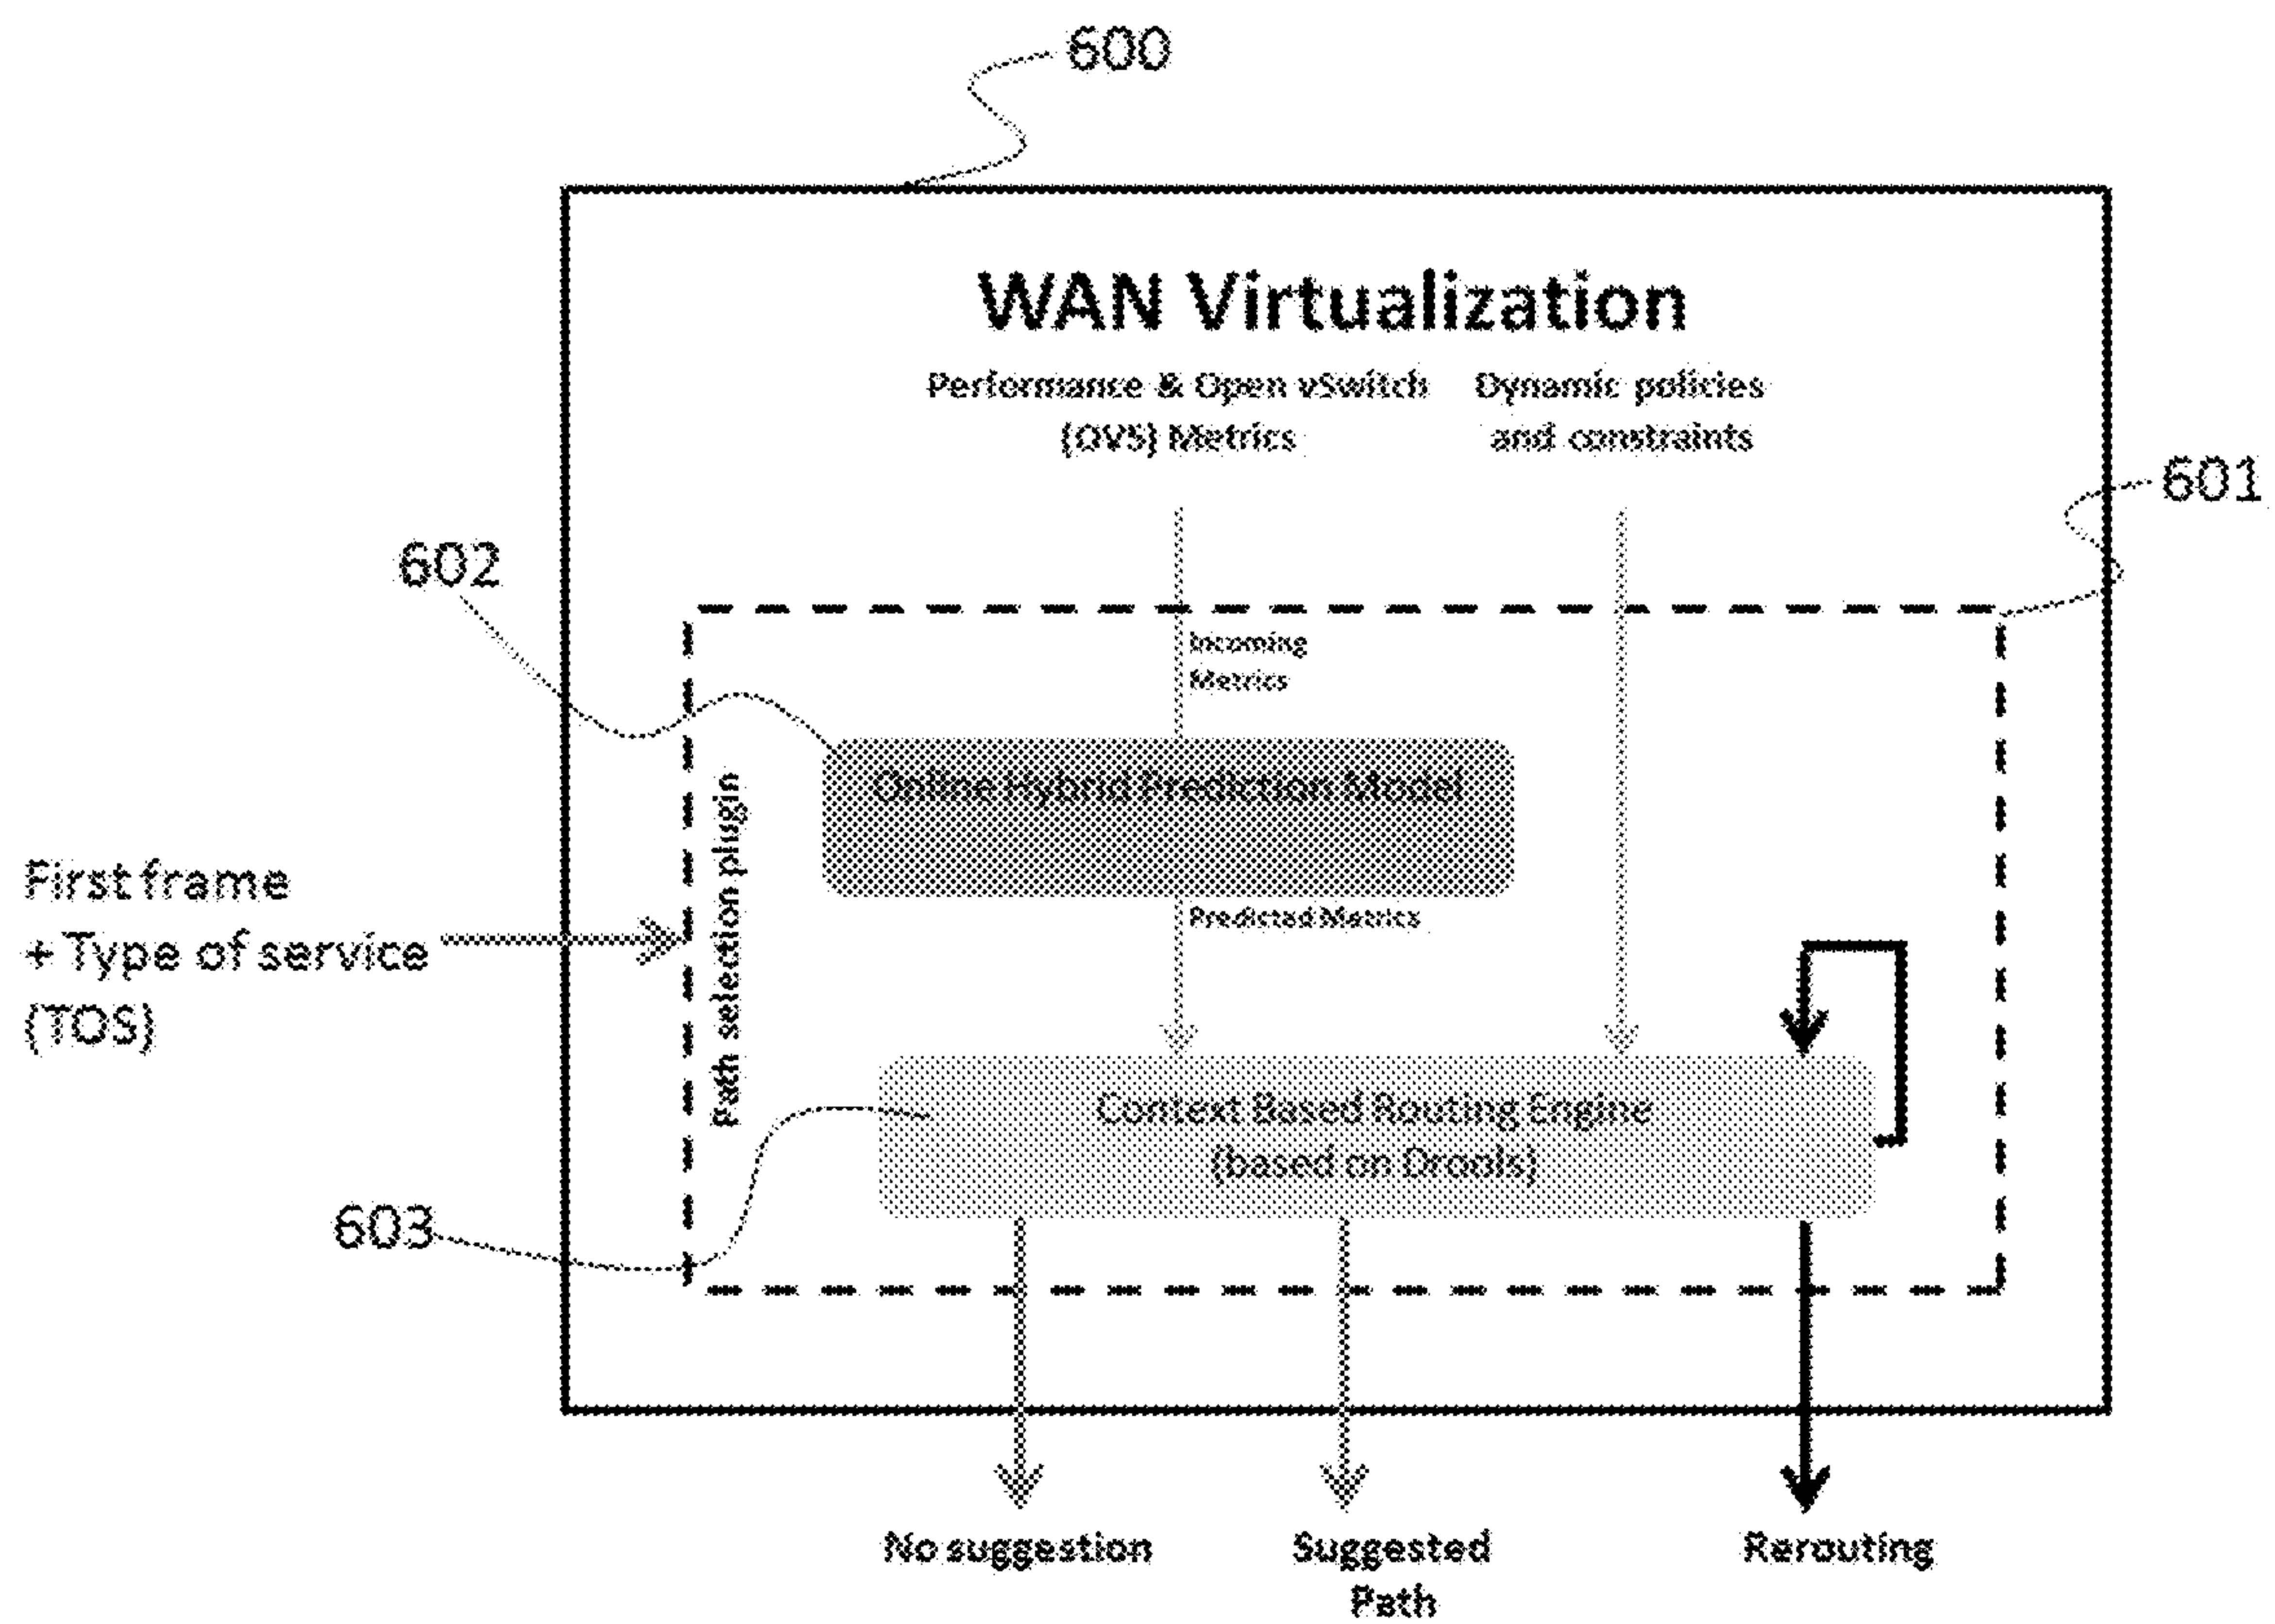 600
WAN Virtualization
Performance & Open vSwitch
(OVS) Metrics
Dynamic policies
and constraints
601
602
Incoming
Metrics
Online Hybrid Prediction Model
Path selection plugin
First frame
+ Type of service
(TOS)
Predicted Metrics
Context Based Routing Engine
(based on Drools)
603
No suggestion
Suggested
Path
Rerouting